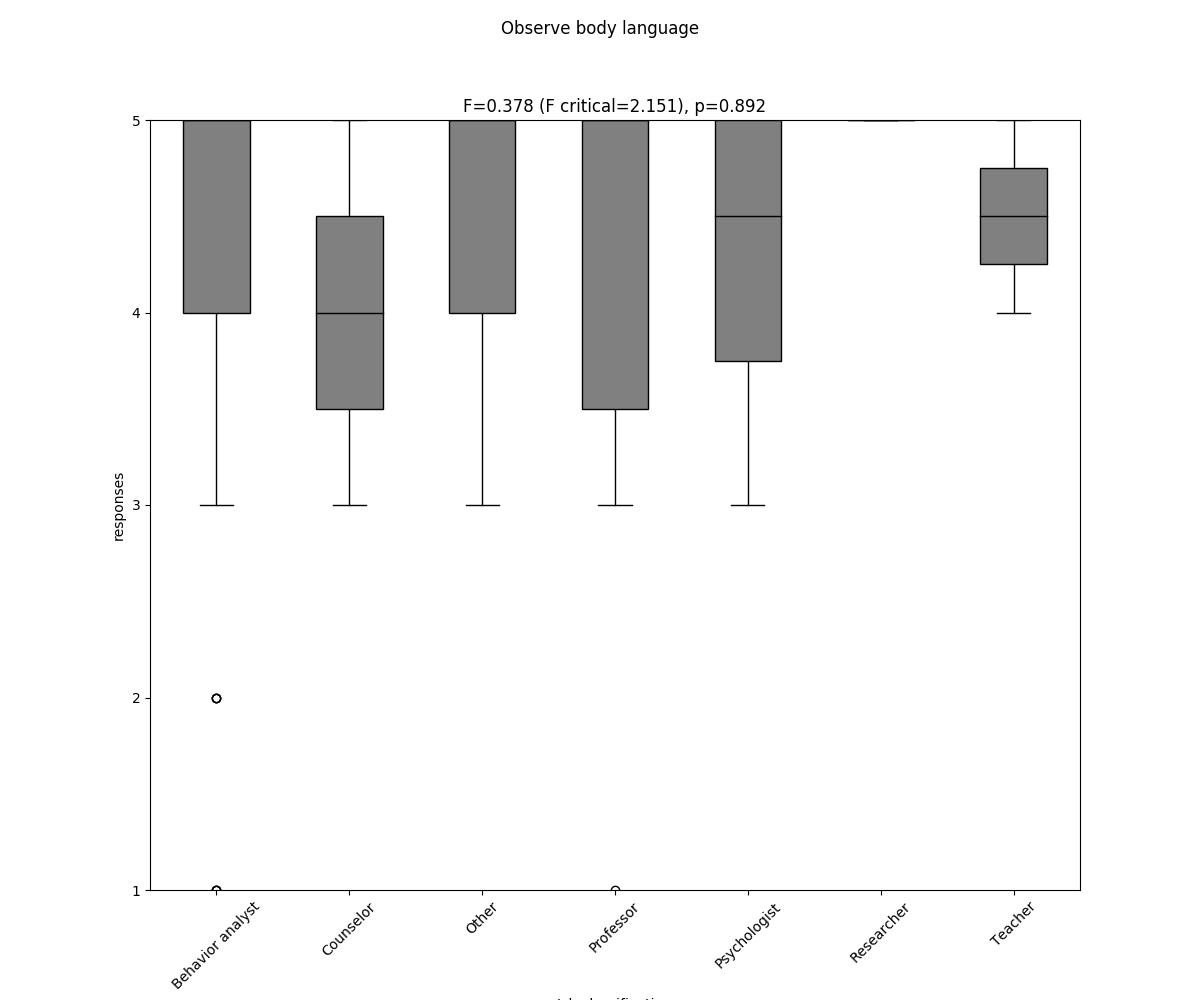 Observe body language
F=0.378 (F critical=2.151), p=0.892
5
4
3
2
1
responses
Behavior analyst
Counselor
Other
Professor
Psychologist
Researcher
Teacher